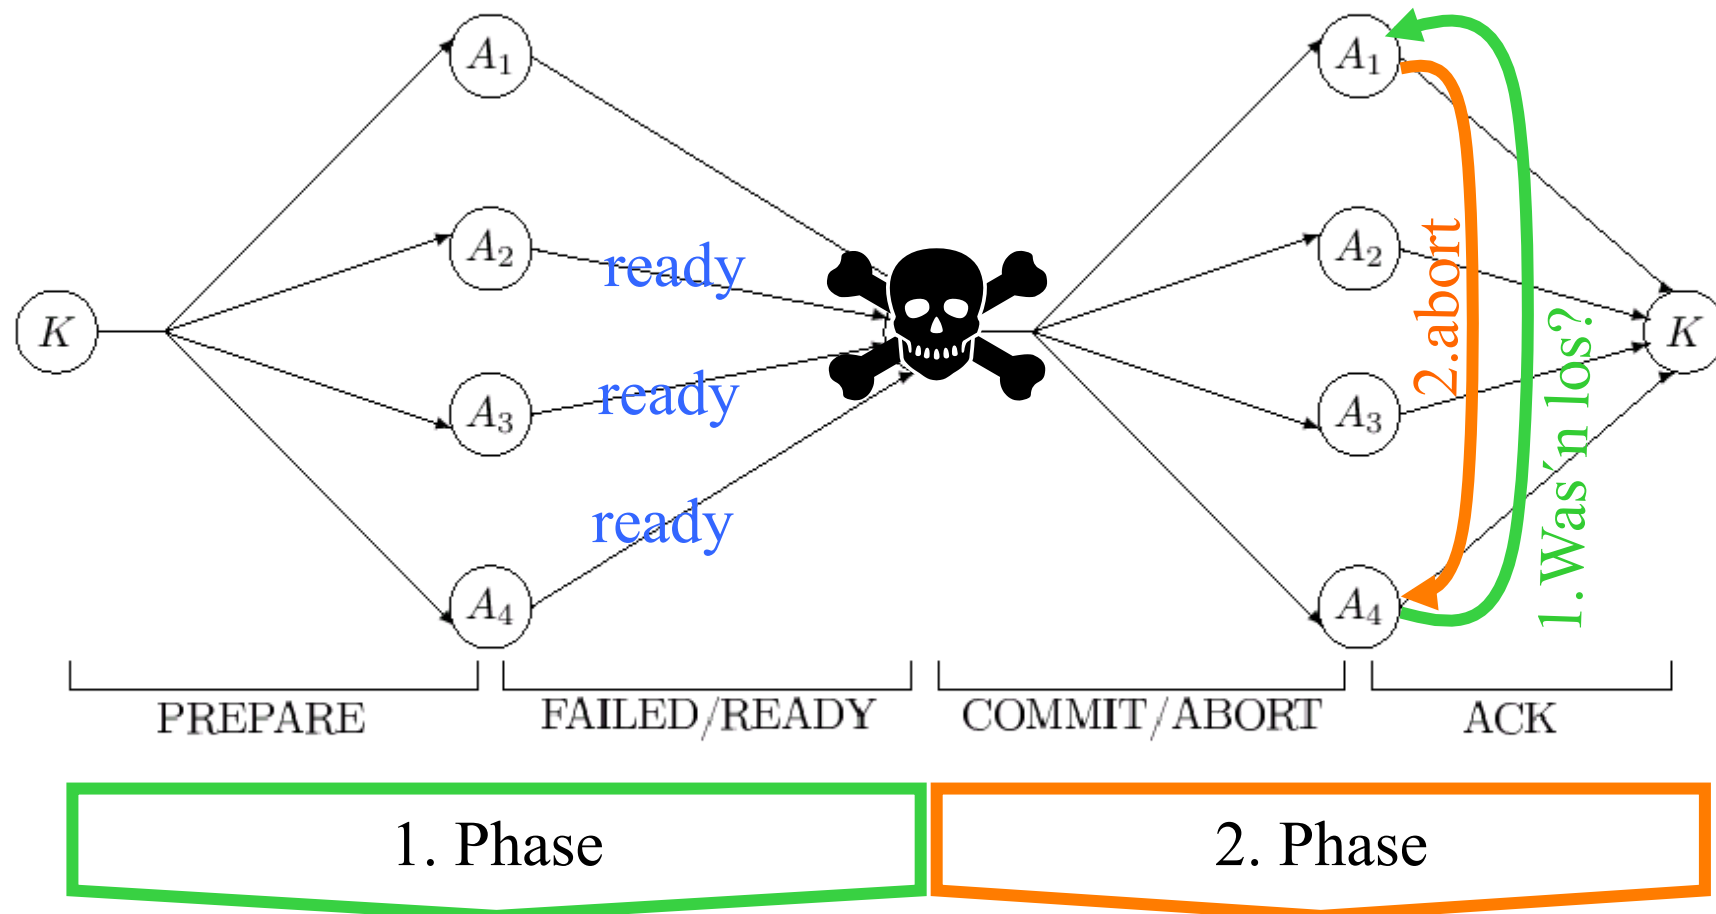 A1
A1
A2
A2
ready
K
K
ready
A3
A3
ready
A4
A4
2.abort
1.Was´n los?
PREPARE
FAILED/READY
COMMIT/ABORT
ACK
1. Phase
2. Phase